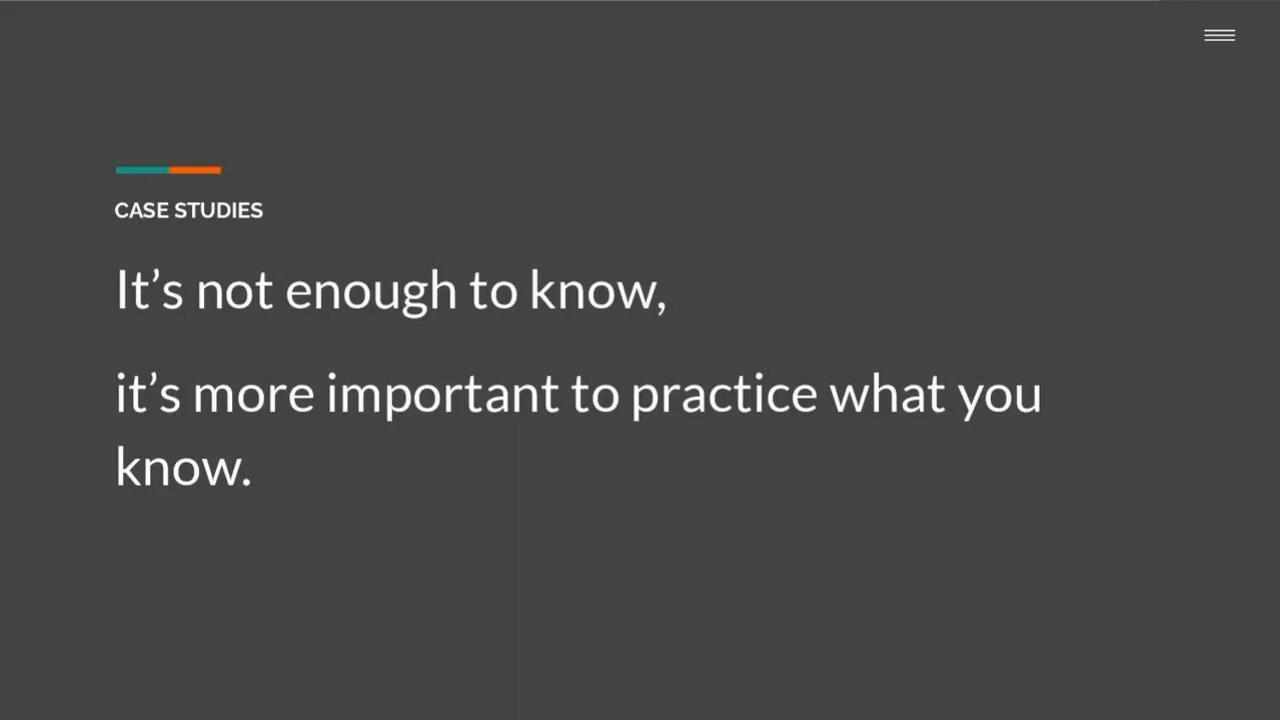 CASE STUDIES
It’s not enough to know,
it’s more important to practice what you
know.